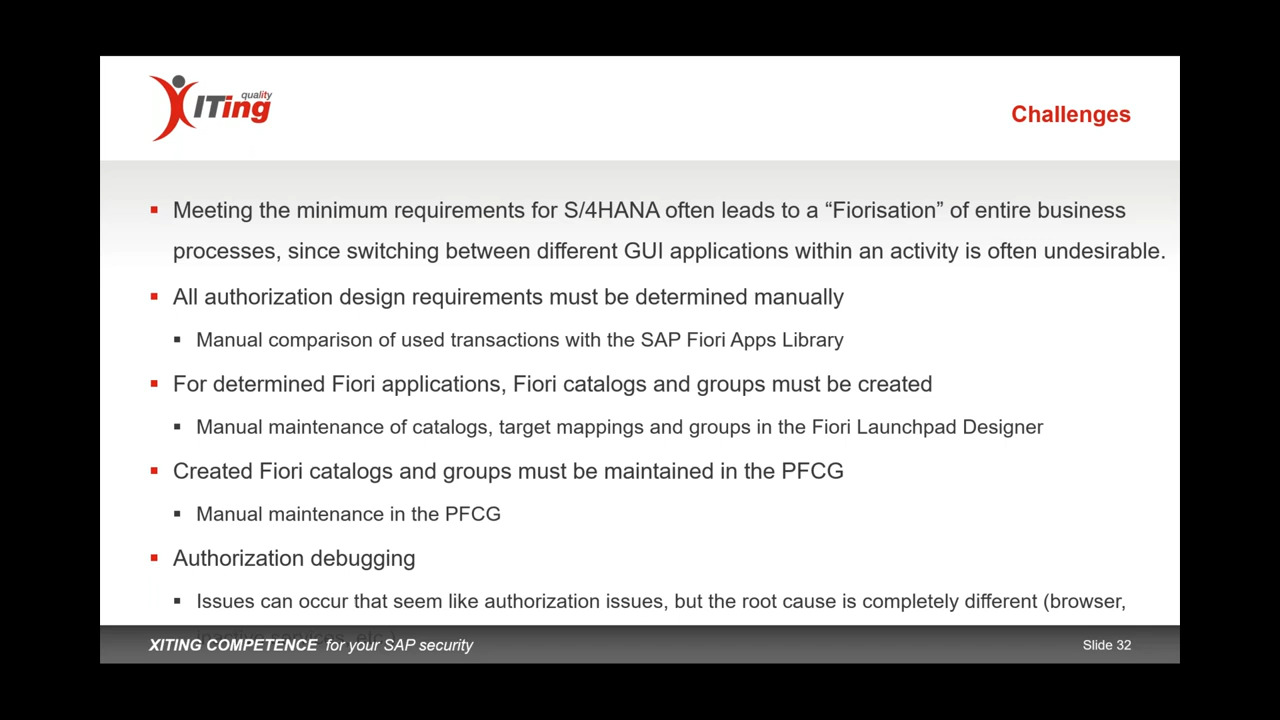 quality
XITing
Challenges
▪ Meeting the minimum requirements for S/4HANA often leads to a “Fiorisation” of entire business
processes, since switching between different GUI applications within an activity is often undesirable.
▪ All authorization design requirements must be determined manually
▪ Manual comparison of used transactions with the SAP Fiori Apps Library
▪ For determined Fiori applications, Fiori catalogs and groups must be created
▪ Manual maintenance of catalogs, target mappings and groups in the Fiori Launchpad Designer
▪ Created Fiori catalogs and groups must be maintained in the PFCG
▪ Manual maintenance in the PFCG
▪ Authorization debugging
▪ Issues can occur that seem like authorization issues, but the root cause is completely different (browser,
XITING COMPETENCE for your SAP security
Slide 32